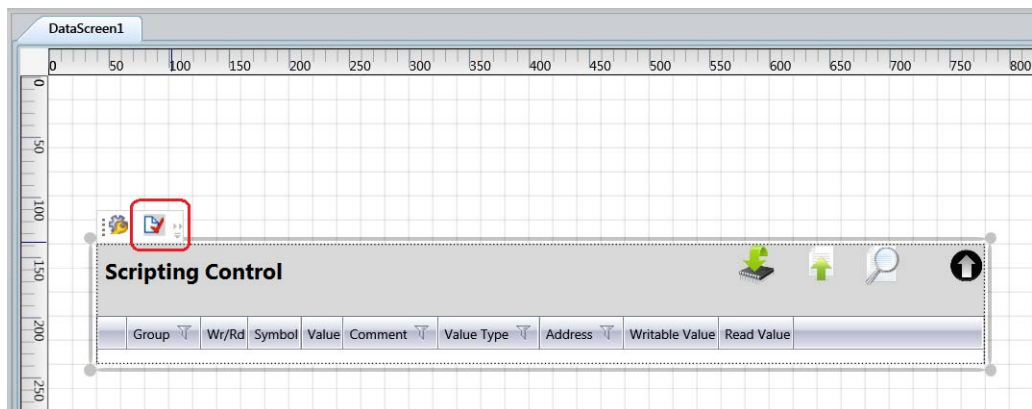 DataScreen1
0 50 100 150 200 250 300 350 400 450 500 550 600 650 700 750 800
0
50
100
150
200
250
Scripting Control
Group Wr/Rd Symbol Value Comment Value Type Address Writable Value Read Value